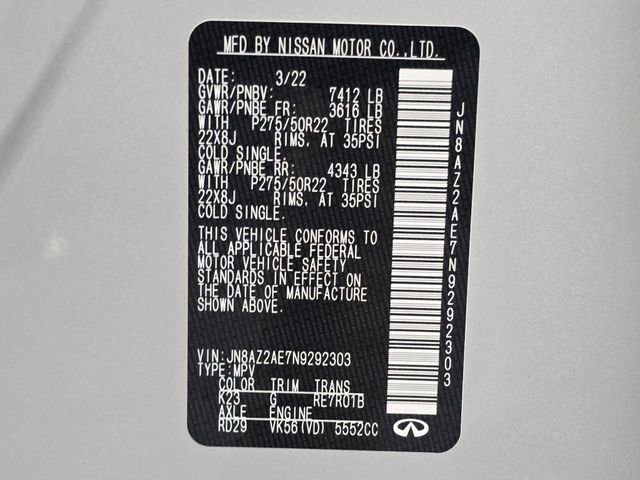 MFD BY NISSAN MOTOR CO.,LTD.
DATE: 3/22
GVWR/PNBV: 7412 LB
GAWR/PNBE FR: 3616 LB
WITH P275/50R22 TIRES
22X8J RIMS, AT 35PSI
COLD SINGLE.
GAWR/PNBE RR: 4343 LB
WITH P275/50R22 TIRES
22X8J RIMS, AT 35PSI
COLD SINGLE.
THIS VEHICLE CONFORMS TO
ALL APPLICABLE FEDERAL
MOTOR VEHICLE SAFETY
STANDARDS IN EFFECT ON
THE DATE OF MANUFACTURE
SHOWN ABOVE.
VIN: JN8AZ2AE7N9292303
TYPE: MPV
COLOR TRIM TRANS
K23 G RE7R01B
AXLE ENGINE
RD29 VK56(VD) 5552CC
JN8AZ2AE7N9292303